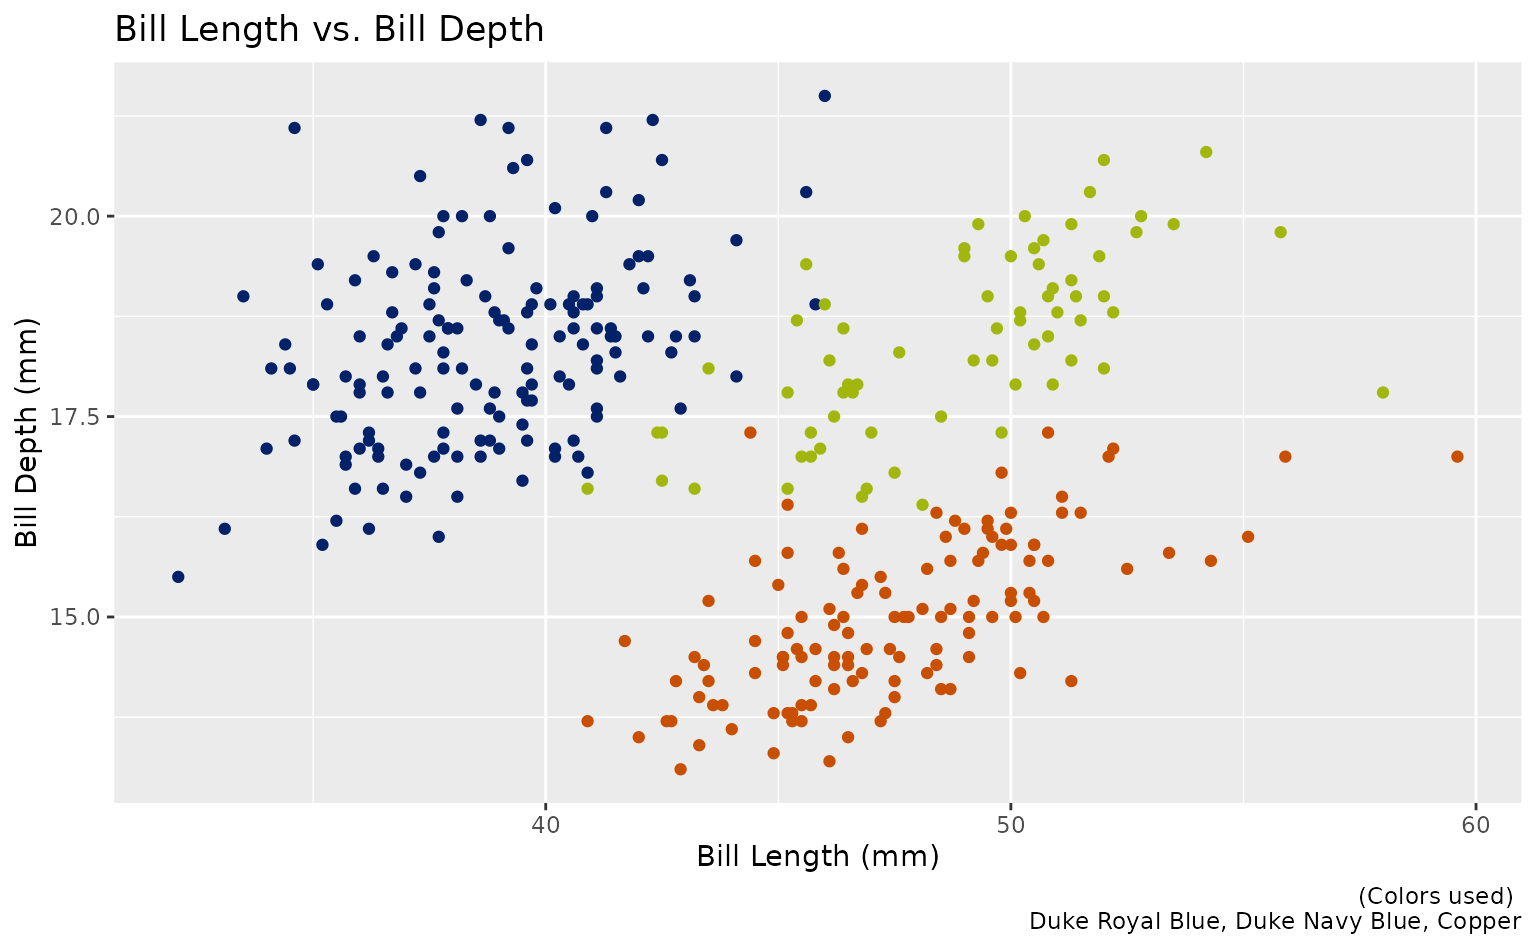 Bill Length vs. Bill Depth
Bill Depth (mm)
20.0
17.5
15.0
40
50
60
Bill Length (mm)
(Colors used)
Duke Royal Blue, Duke Navy Blue, Copper